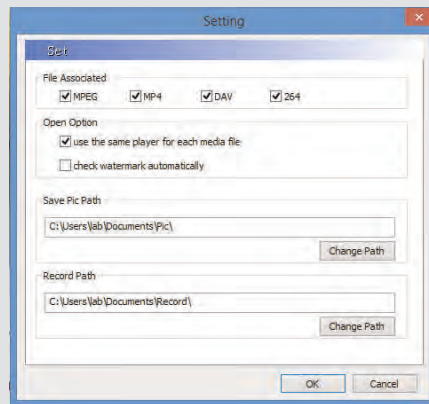 Setting
Set
File Associated
MPEG MP4 DAV 264
Open Option
use the same player for each media file
check watermark automatically
Save Pic Path
C:\Users\lab\Documents\Pic\
Change Path
Record Path
C:\Users\lab\Documents\Record\
Change Path
OK Cancel